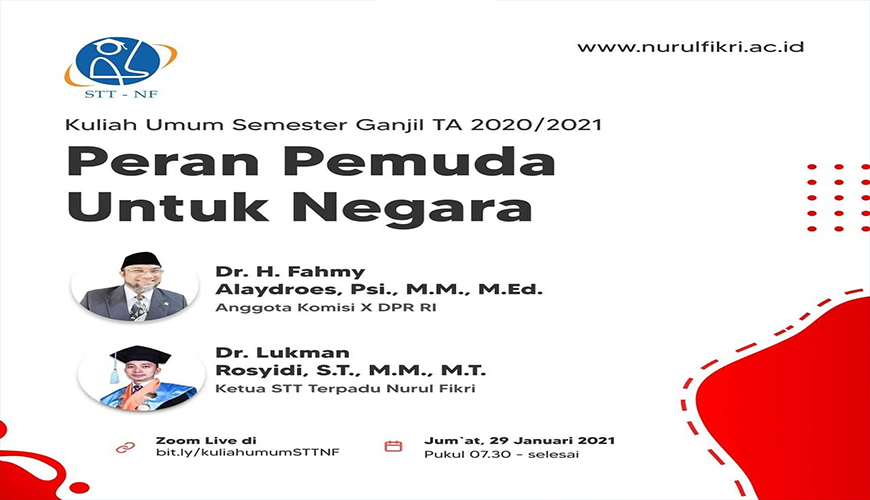 www.nurulfikri.ac.id
STT - NF
Kuliah Umum Semester Ganjil TA 2020/2021
Peran Pemuda
Untuk Negara
Dr. H. Fahmy
Alaydroes, Psi., M.M., M.Ed.
Anggota Komisi X DPR RI
Dr. Lukman
Rosyidi, S.T., M.M., M.T.
Ketua STT Terpadu Nurul Fikri
Zoom Live di
bit.ly/kuliahumumSTTNF
Jum`at, 29 Januari 2021
Pukul 07.30 - selesai